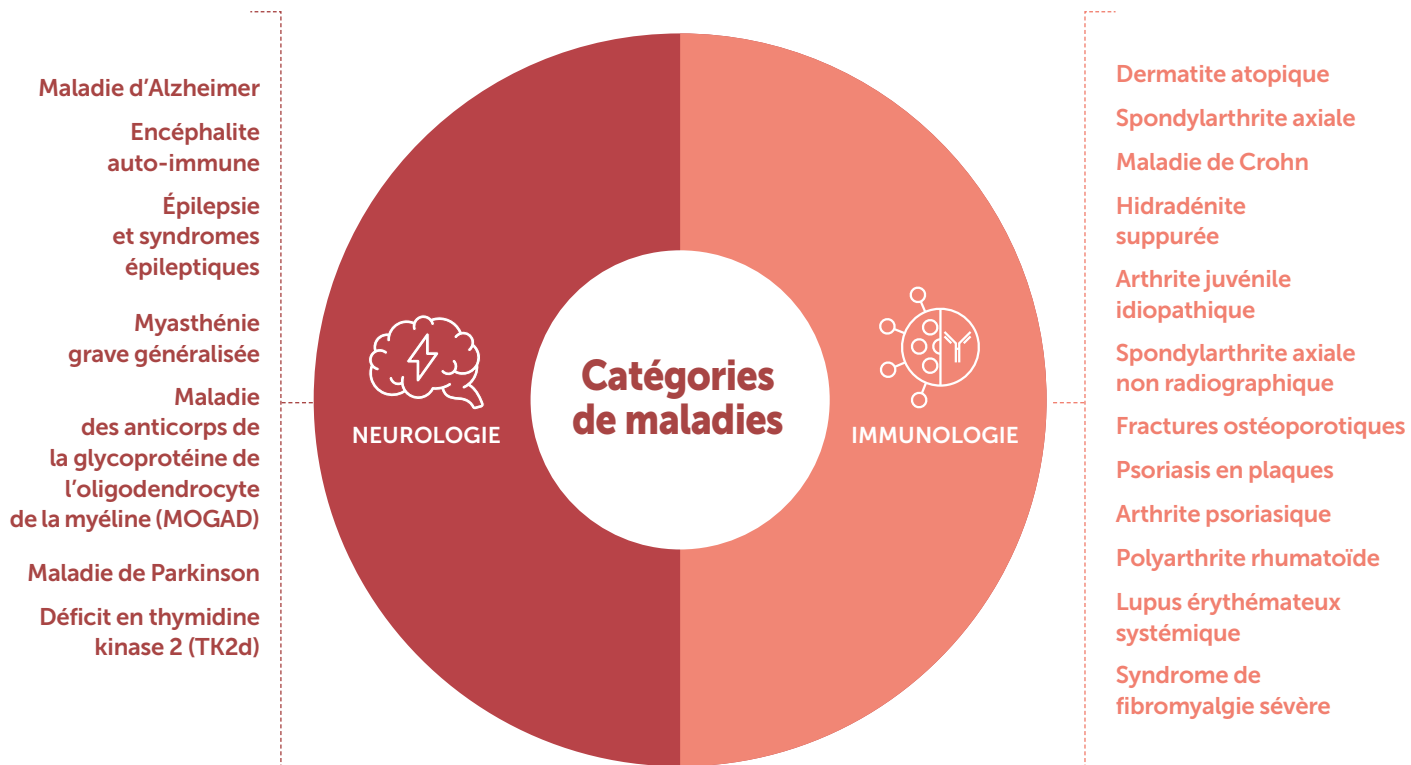 Maladie d’Alzheimer
Encéphalite
auto-immune
Épilepsie
et syndromes
épileptiques
Myasthénie
grave généralisée
Maladie
des anticorps de
la glycoprotéine de
l’oligodendrocyte
de la myéline (MOGAD)
Maladie de Parkinson
Déficit en thymidine
kinase 2 (TK2d)
NEUROLOGIE
Catégories
de maladies
IMMUNOLOGIE
Dermatite atopique
Spondylarthrite axiale
Maladie de Crohn
Hidradénite
suppurée
Arthrite juvénile
idiopathique
Spondylarthrite axiale
non radiographique
Fractures ostéoporotiques
Psoriasis en plaques
Arthrite psoriasique
Polyarthrite rhumatoïde
Lupus érythémateux
systémique
Syndrome de
fibromyalgie sévère